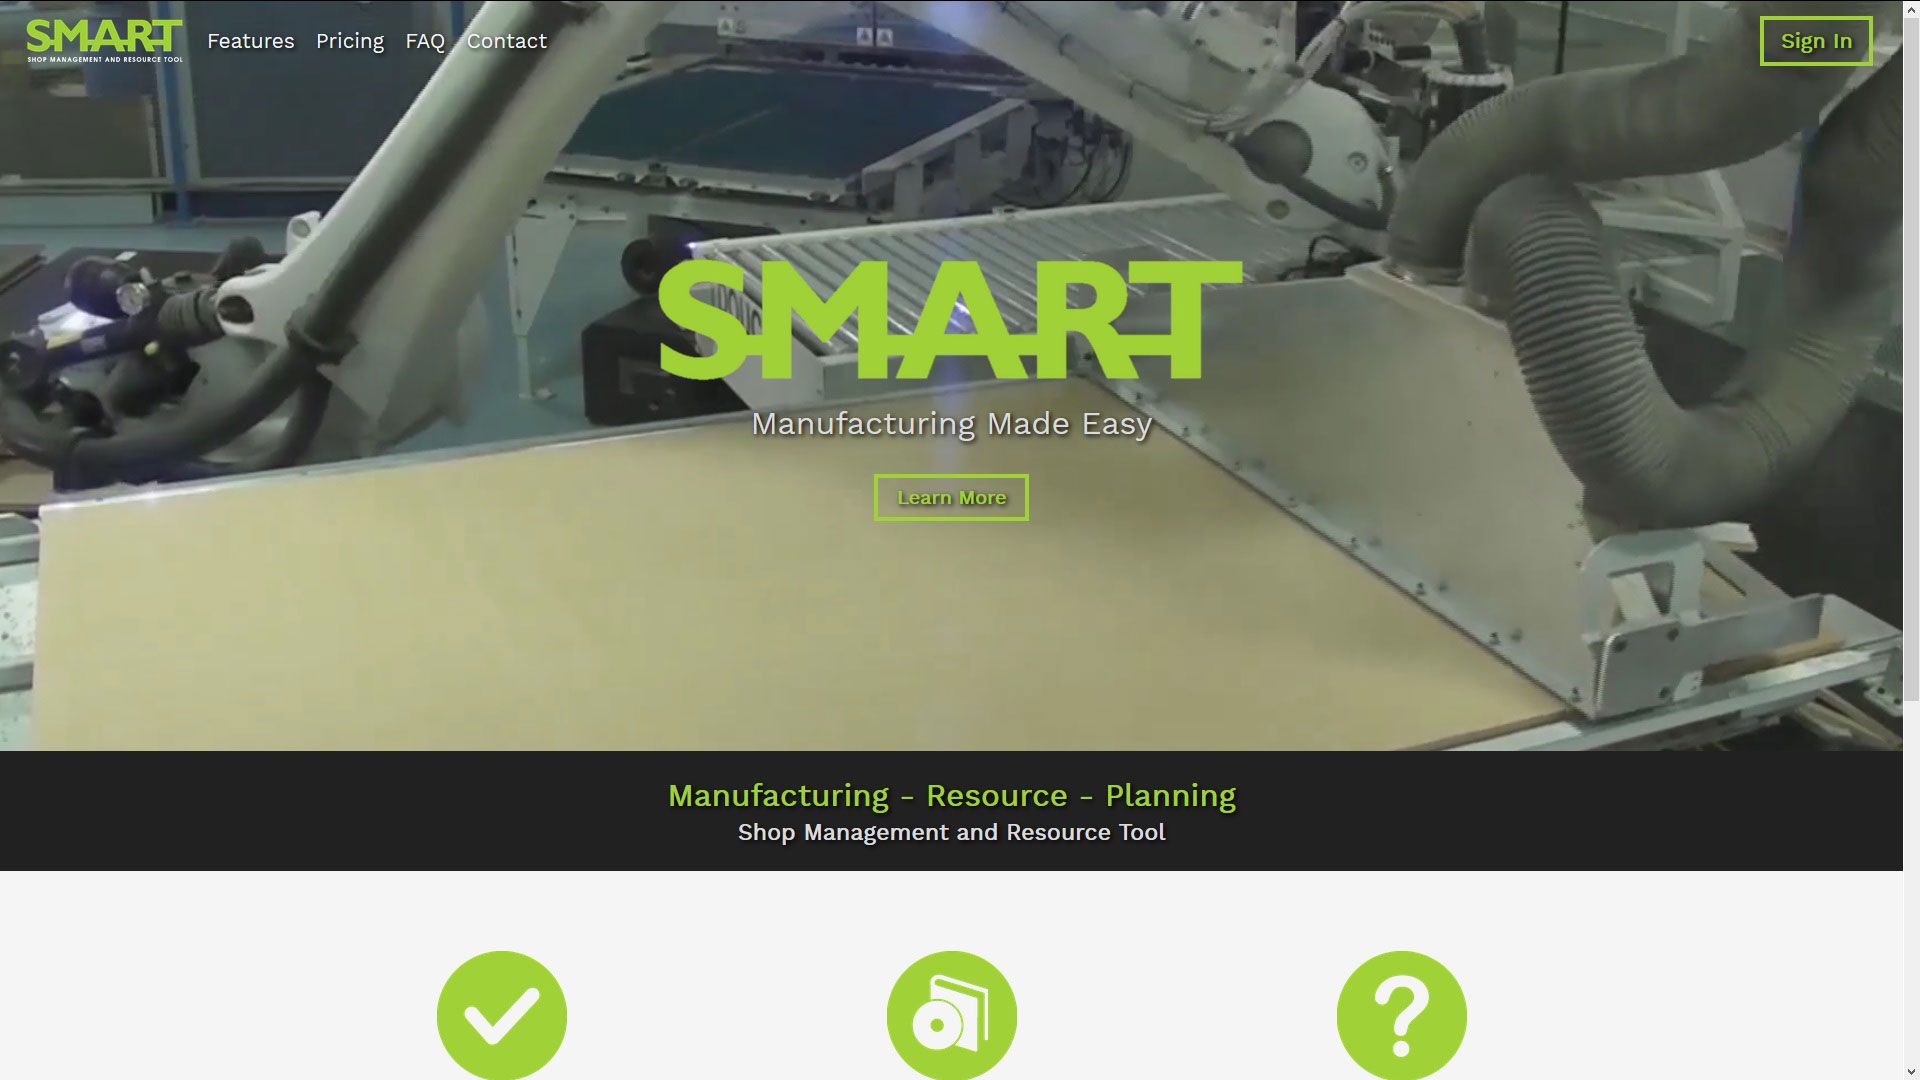 SMART
SHOP MANAGEMENT AND RESOURCE TOOL
Features Pricing FAQ Contact
Sign In
SMART
Manufacturing Made Easy
Learn More
Manufacturing - Resource - Planning
Shop Management and Resource Tool